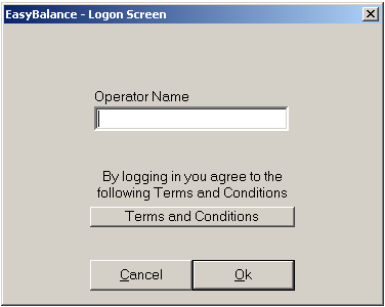 EasyBalance - Logon Screen
Operator Name
By logging in you agree to the
following Terms and Conditions
Terms and Conditions
Cancel
Ok